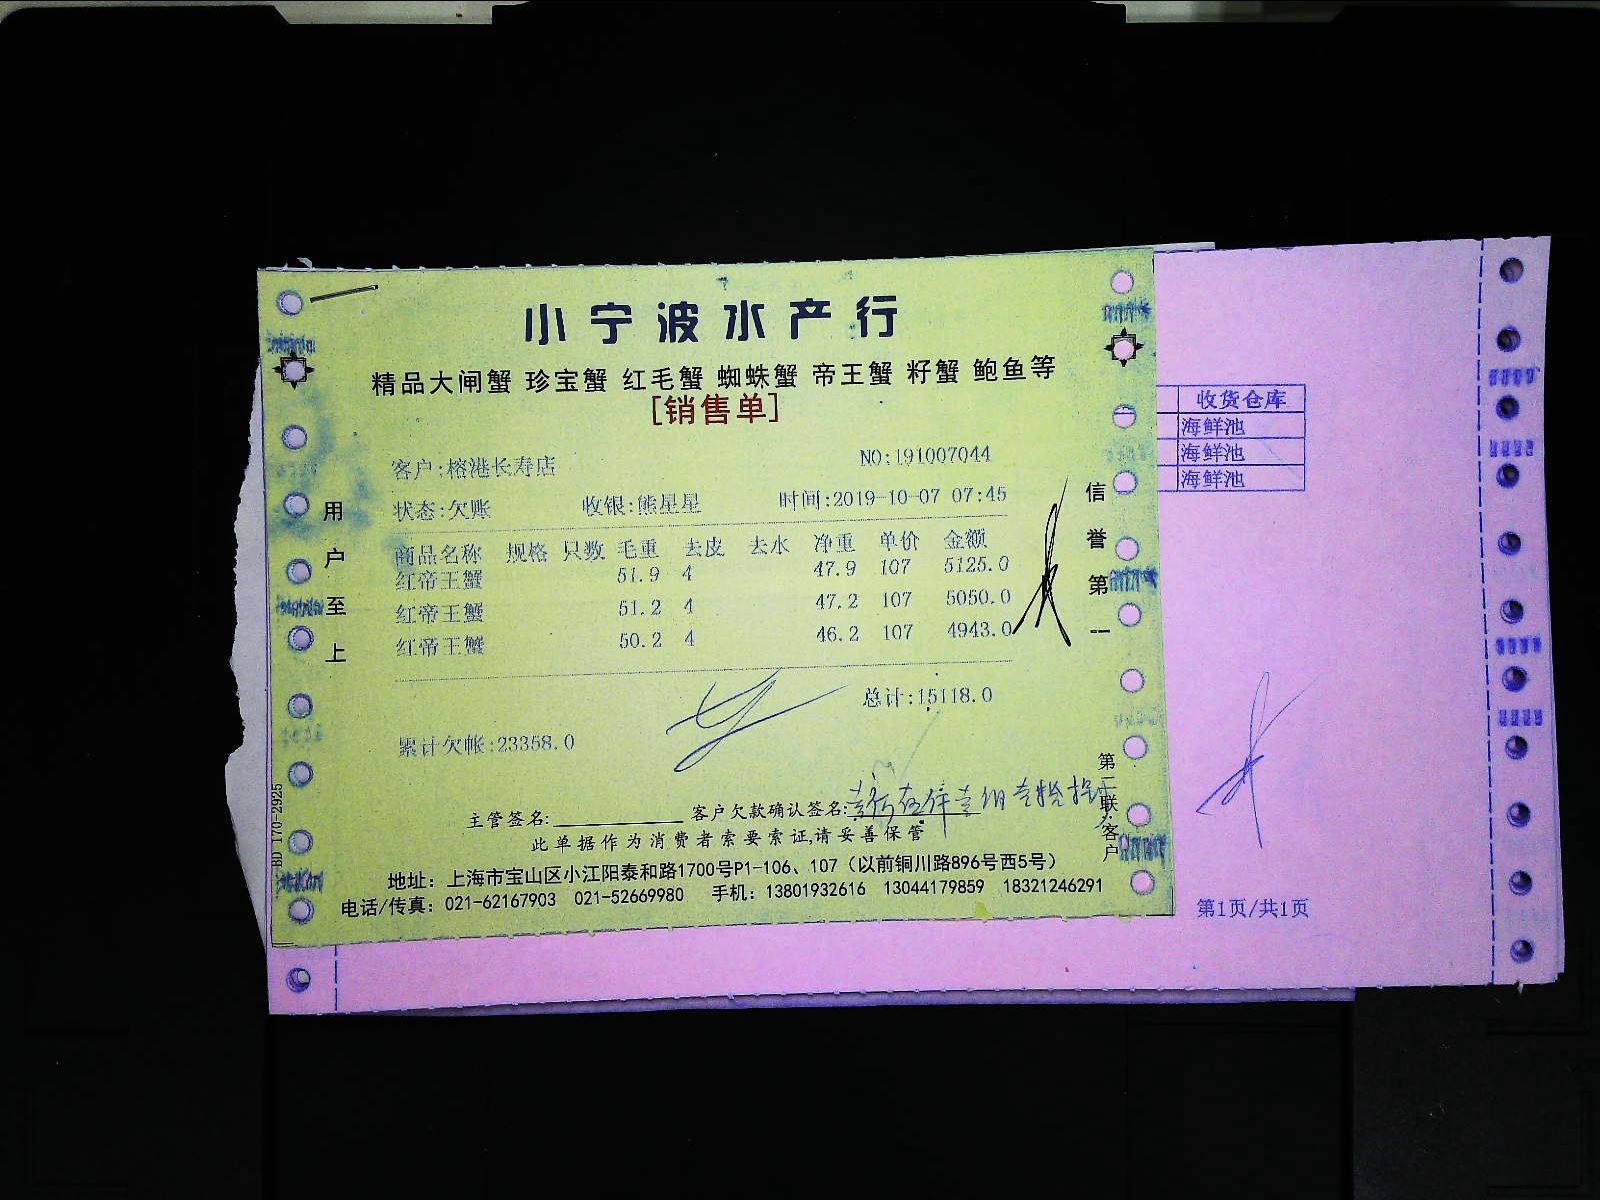 小宁波水产行
精品大闸蟹 珍宝蟹 红毛蟹 蜘蛛蟹 帝王蟹 籽蟹 鲍鱼等
[销售单]
客户:榕港长寿店 NO:191007044
状态:欠账 收银:熊星星 时间:2019-10-07 07:45
商品名称 规格 只数 毛重 去皮 去水 净重 单价 金额
红帝王蟹 51.9 4 47.9 107 5125.0
红帝王蟹 51.2 4 47.2 107 5050.0
红帝王蟹 50.2 4 46.2 107 4943.0
总计:15118.0
累计欠帐:23358.0
主管签名: 客户欠款确认签名:
此单据作为消费者索要索证,请妥善保管
地址：上海市宝山区小江阳泰和路1700号P1-106、107（以前铜川路896号西5号）
电话/传真：021-62167903 021-52669980 手机：13801932616 13044179859 18321246291
用户至上
信誉第一
第二联:客户
BD 170-2925
收货仓库
海鲜池
海鲜池
海鲜池
第1页/共1页